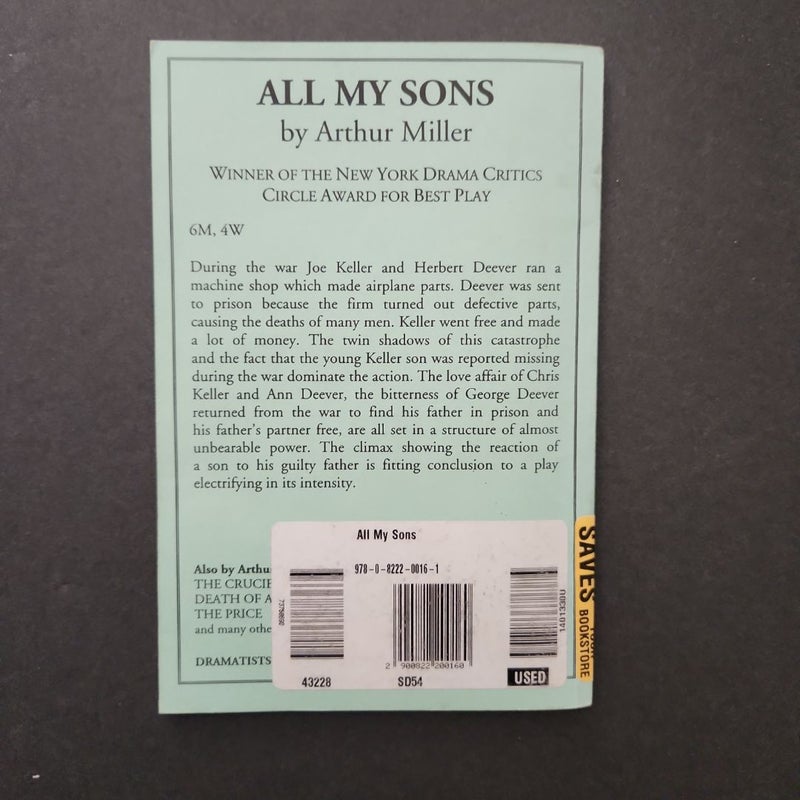 ALL MY SONS
by Arthur Miller
WINNER OF THE NEW YORK DRAMA CRITICS
CIRCLE AWARD FOR BEST PLAY
6M, 4W
During the war Joe Keller and Herbert Deever ran a
machine shop which made airplane parts. Deever was sent
to prison because the firm turned out defective parts,
causing the deaths of many men. Keller went free and made
a lot of money. The twin shadows of this catastrophe
and the fact that the young Keller son was reported missing
during the war dominate the action. The love affair of Chris
Keller and Ann Deever, the bitterness of George Deever
returned from the war to find his father in prison and
his father's partner free, are all set in a structure of almost
unbearable power. The climax showing the reaction of
a son to his guilty father is fitting conclusion to a play
electrifying in its intensity.
Also by Arthu
THE CRUCIB
DEATH OF A
THE PRICE
and many othe
DRAMATISTS
All My Sons
978-0-8222-0016-1
2 900822 200160
1401330U
43228
SD54
USED
SAVES
BOOKSTORE